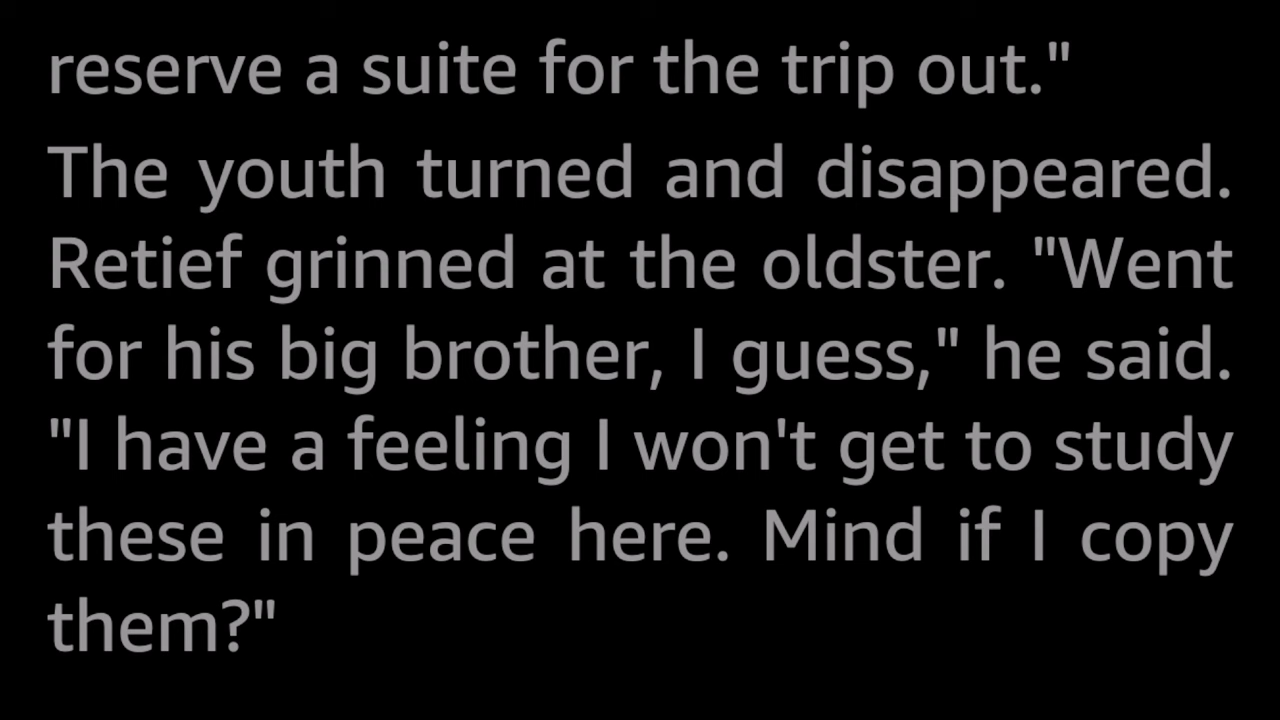 reserve a suite for the trip out."
The youth turned and disappeared.
Retief grinned at the oldster. "Went
for his big brother, I guess," he said.
"I have a feeling I won't get to study
these in peace here. Mind if I copy
them?"